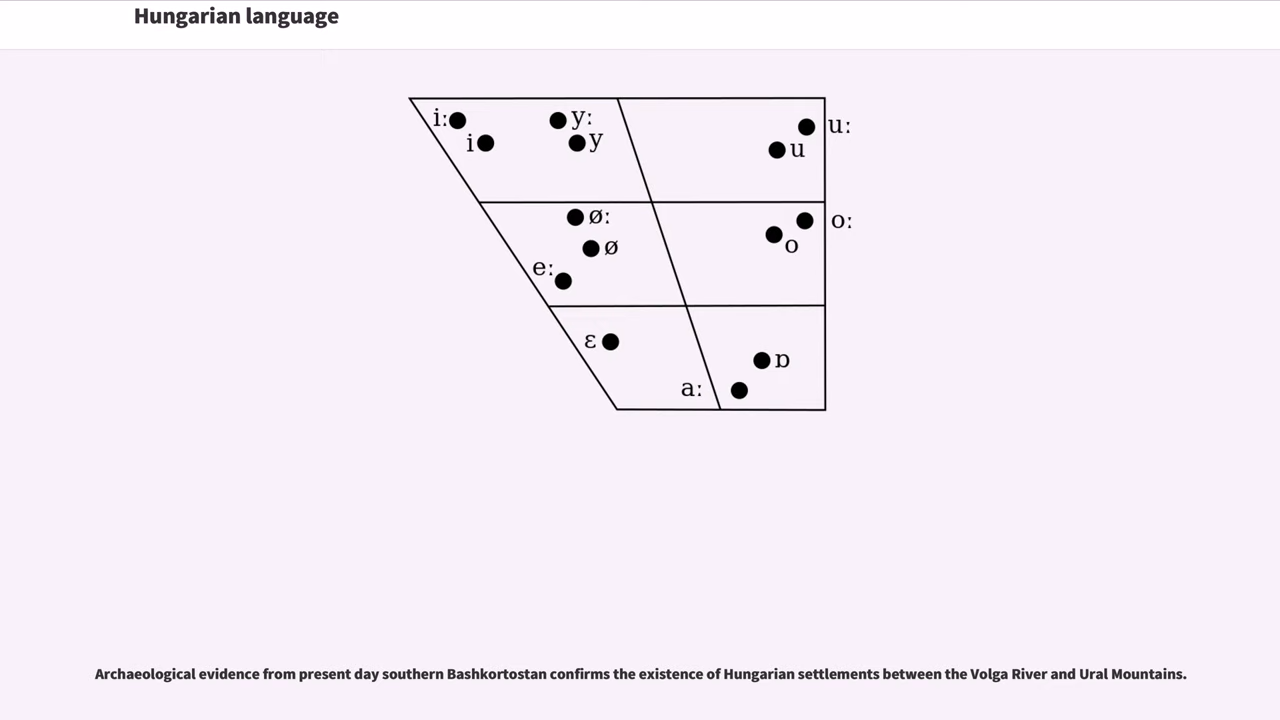 Hungarian language
iː yː uː
i y u
øː oː
ø o
eː
ɛ ɒ
aː
Archaeological evidence from present day southern Bashkortostan confirms the existence of Hungarian settlements between the Volga River and Ural Mountains.